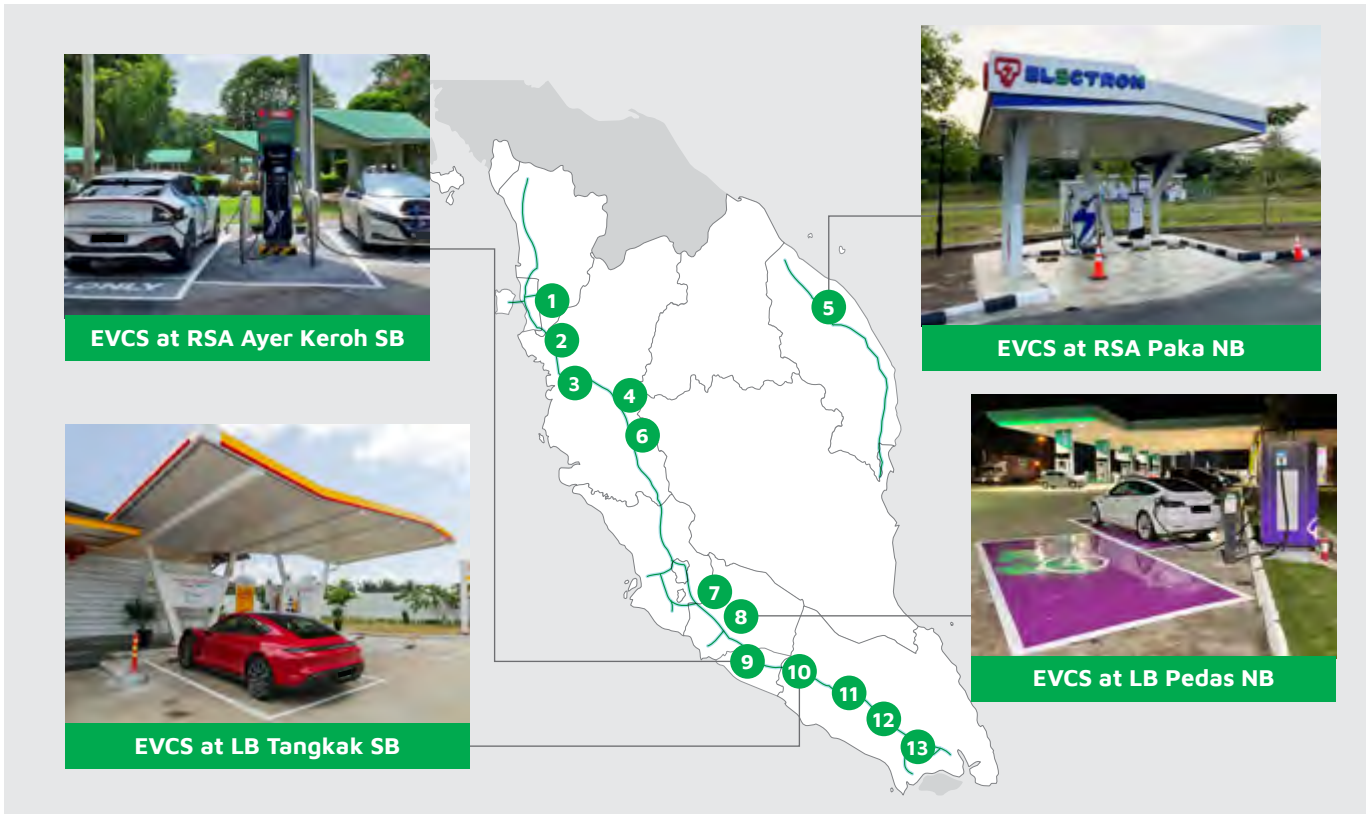 ONLY
EVCS at RSA Ayer Keroh SB
ELECTRON
EVCS at RSA Paka NB
1
2
3
4
5
6
7
8
9
10
11
12
13
EVCS at LB Tangkak SB
EVCS at LB Pedas NB